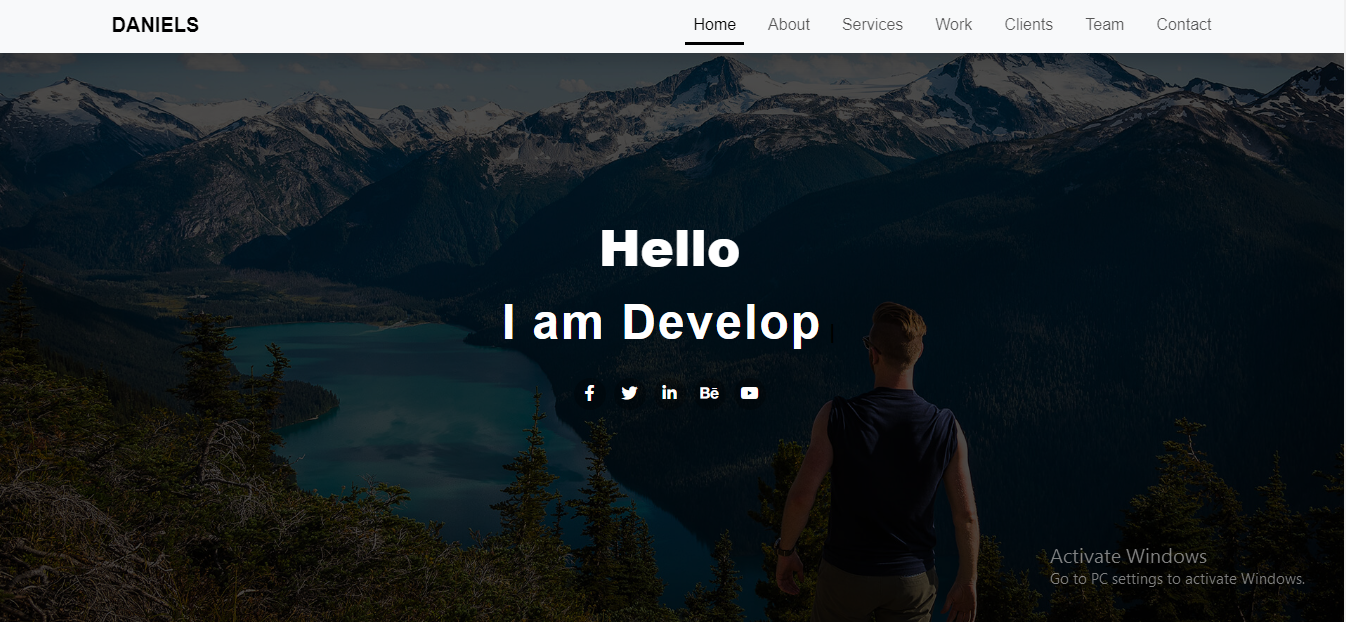 DANIELS
Home About Services Work Clients Team Contact
Hello
I am Develop
Bē
Activate Windows
Go to PC settings to activate Windows.